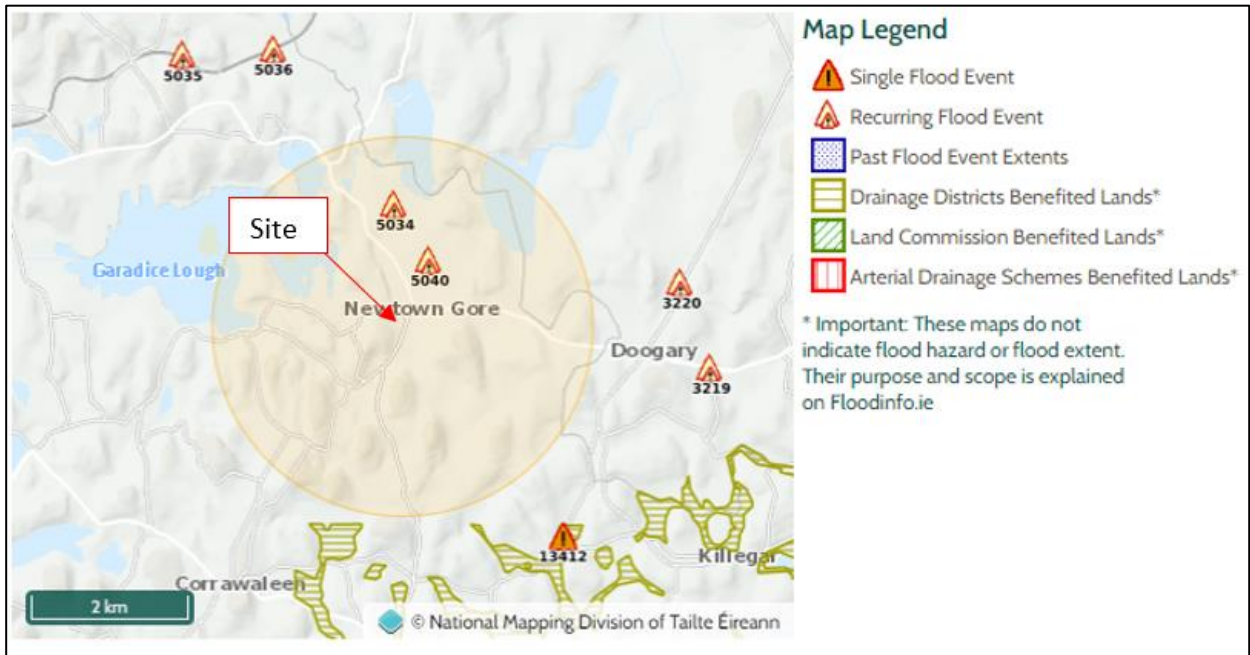 5035
5036
Site
5034
Garadice Lough
5040
Newtown Gore
3220
Doogary
3219
13412
Killegar
Corrawaleen
2 km
© National Mapping Division of Tailte Éireann
Map Legend
Single Flood Event
Recurring Flood Event
Past Flood Event Extents
Drainage Districts Benefited Lands*
Land Commission Benefited Lands*
Arterial Drainage Schemes Benefited Lands*
* Important: These maps do not
indicate flood hazard or flood extent.
Their purpose and scope is explained
on Floodinfo.ie